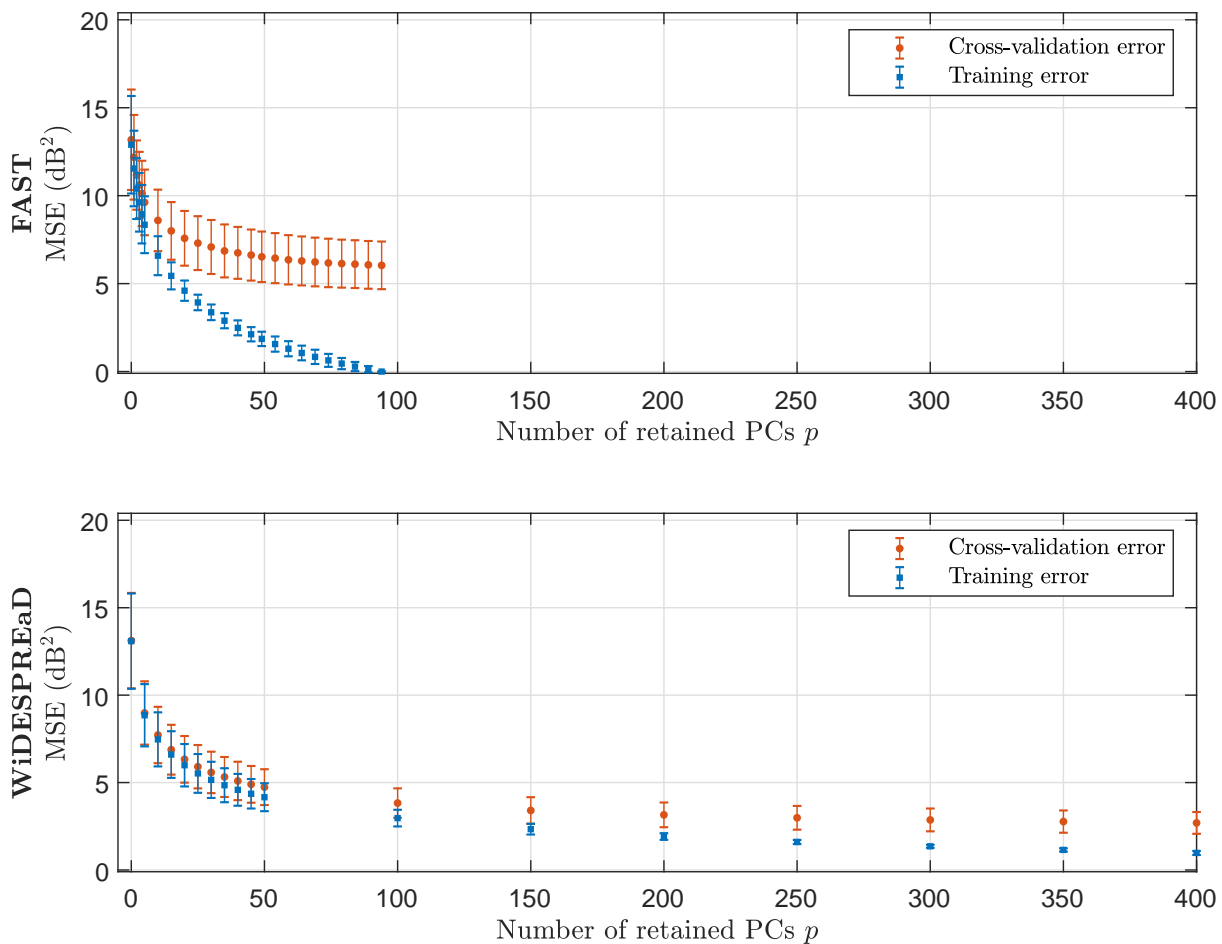 20
15
10
5
0
FAST
MSE (dB²)
Cross-validation error
Training error
0 50 100 150 200 250 300 350 400
Number of retained PCs p
20
15
10
5
0
WiDESPREaD
MSE (dB²)
Cross-validation error
Training error
0 50 100 150 200 250 300 350 400
Number of retained PCs p